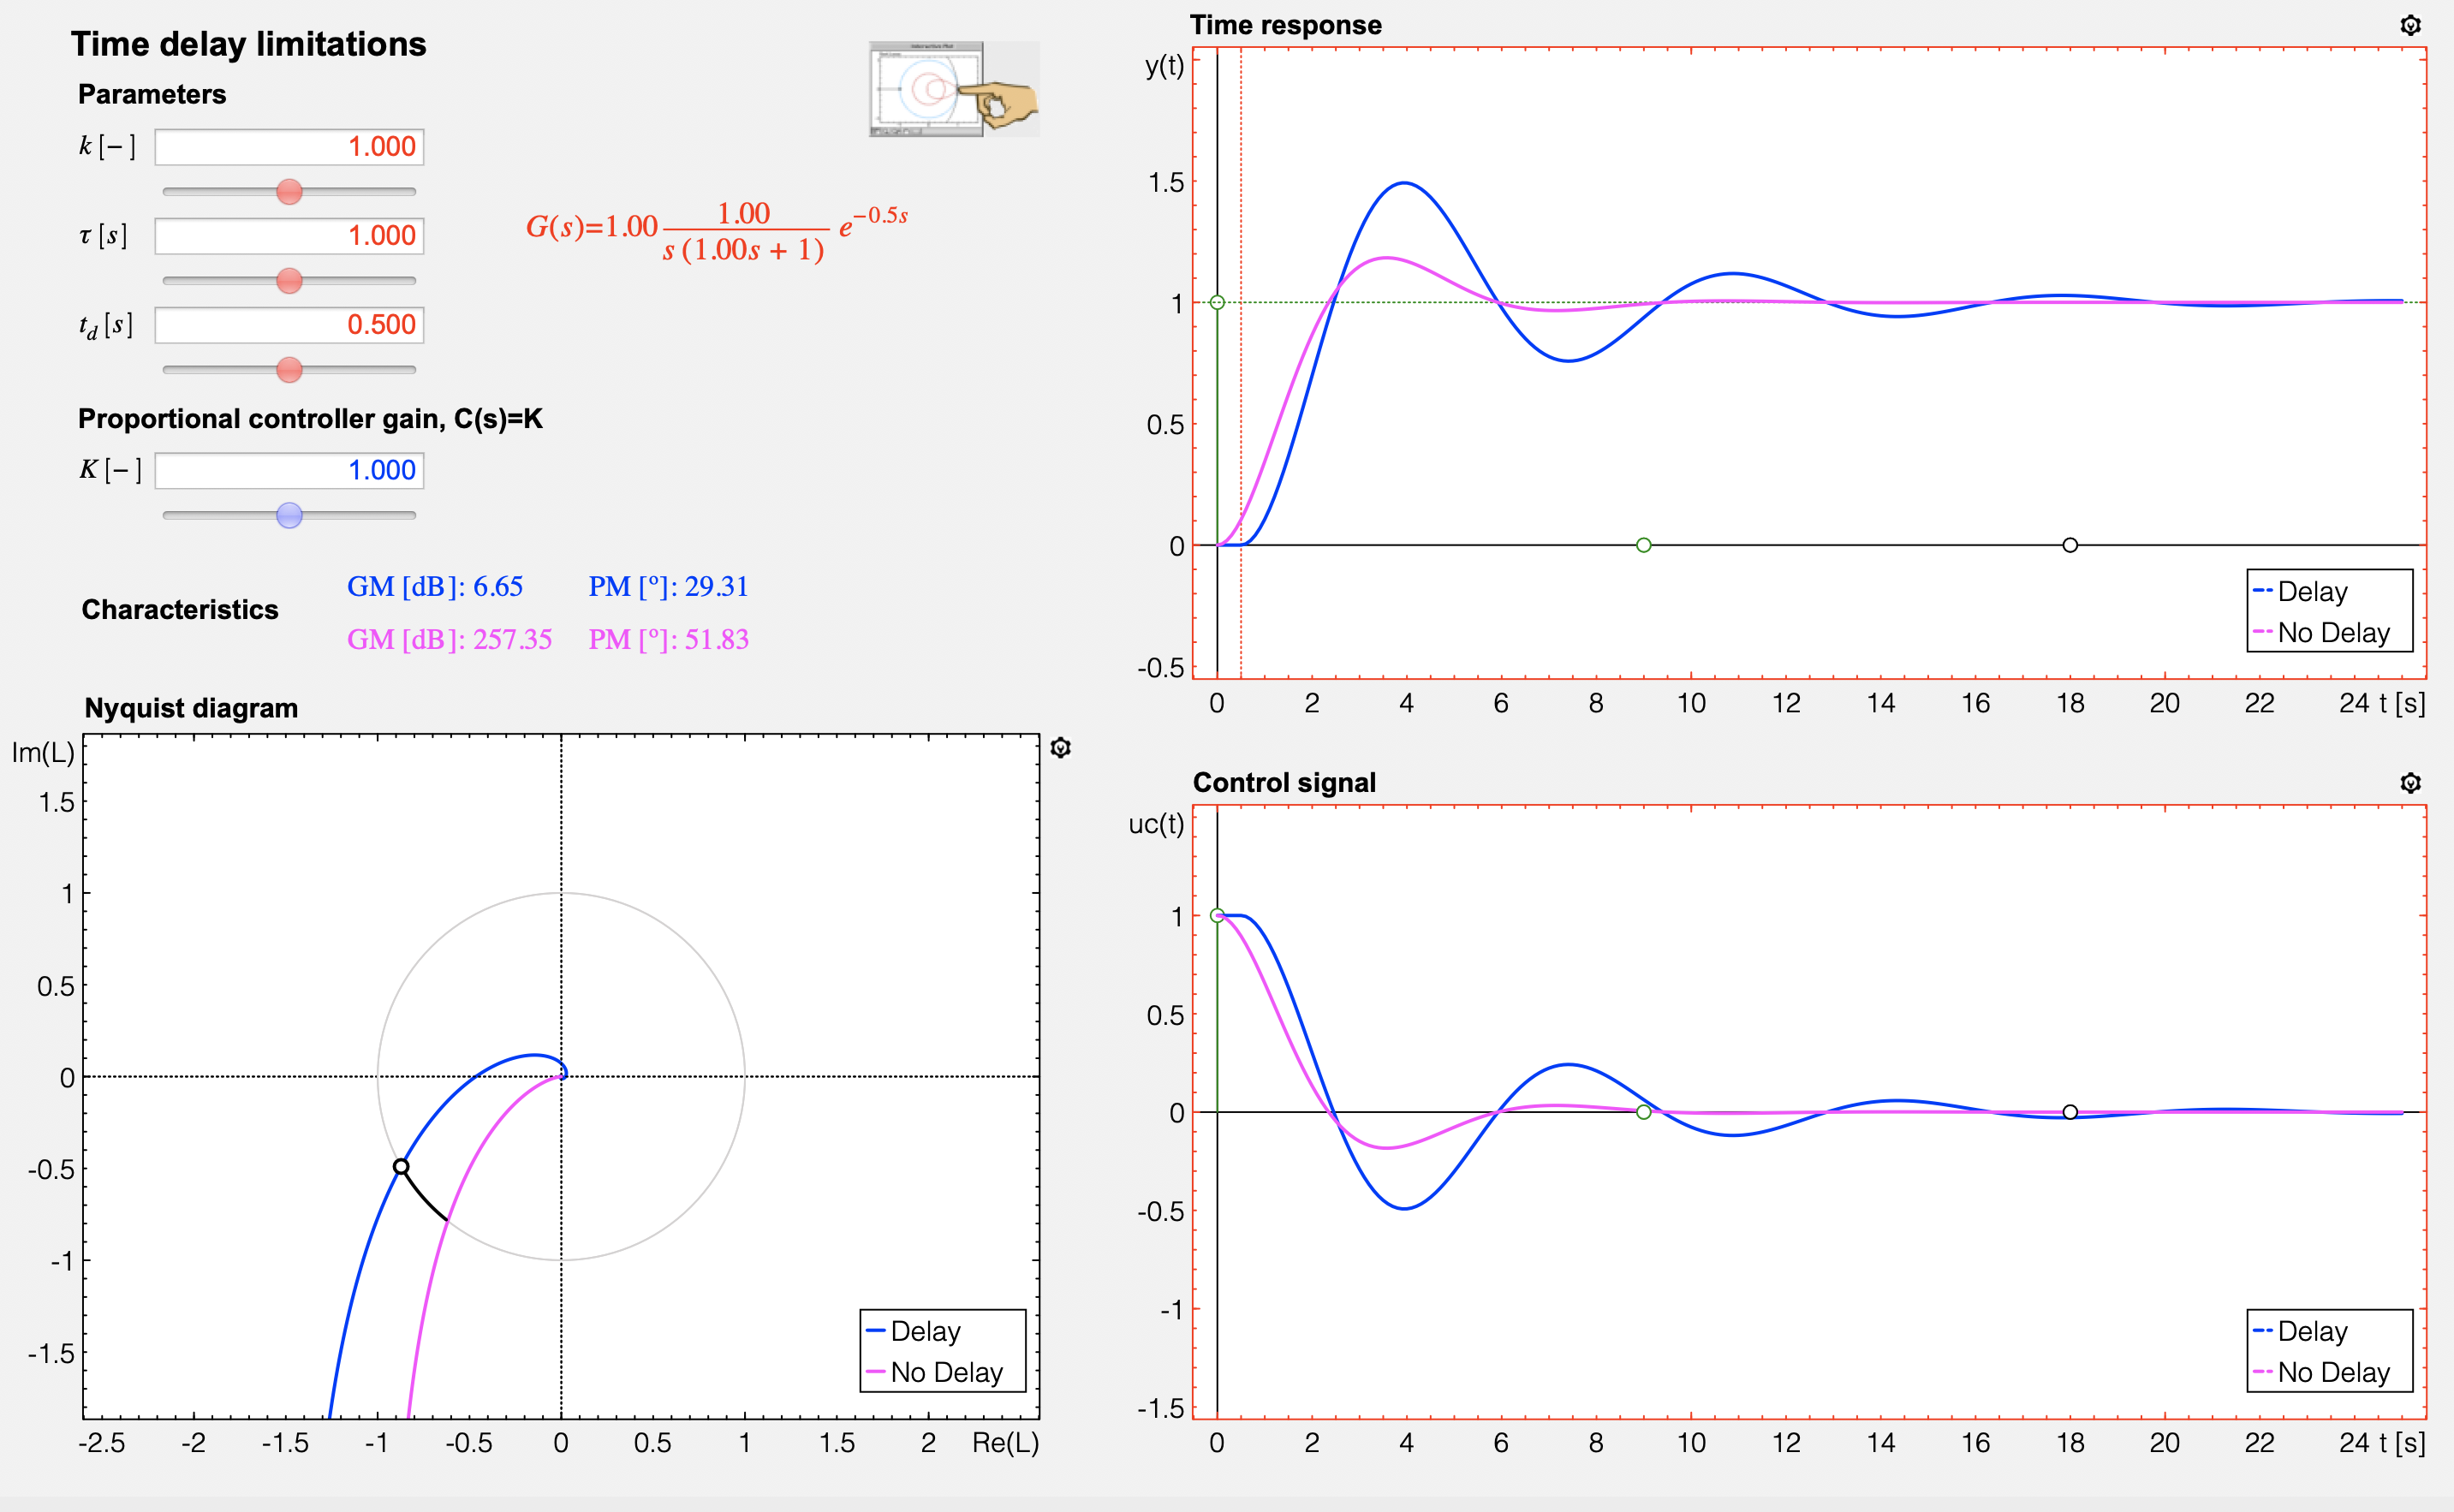 Time delay limitations
Parameters
k [−] 1.000
τ [s] 1.000
t_d [s] 0.500
G(s)=1.00 1.00 / s (1.00s + 1) e^−0.5s
Proportional controller gain, C(s)=K
K [−] 1.000
Characteristics
GM [dB]: 6.65 PM [º]: 29.31
GM [dB]: 257.35 PM [º]: 51.83
Nyquist diagram
Im(L)
1.5
1
0.5
0
-0.5
-1
-1.5
-2.5 -2 -1.5 -1 -0.5 0 0.5 1 1.5 2 Re(L)
Delay
No Delay
Time response
y(t)
1.5
1
0.5
0
-0.5
0 2 4 6 8 10 12 14 16 18 20 22 24 t [s]
Delay
No Delay
Control signal
uc(t)
1
0.5
0
-0.5
-1
-1.5
0 2 4 6 8 10 12 14 16 18 20 22 24 t [s]
Delay
No Delay